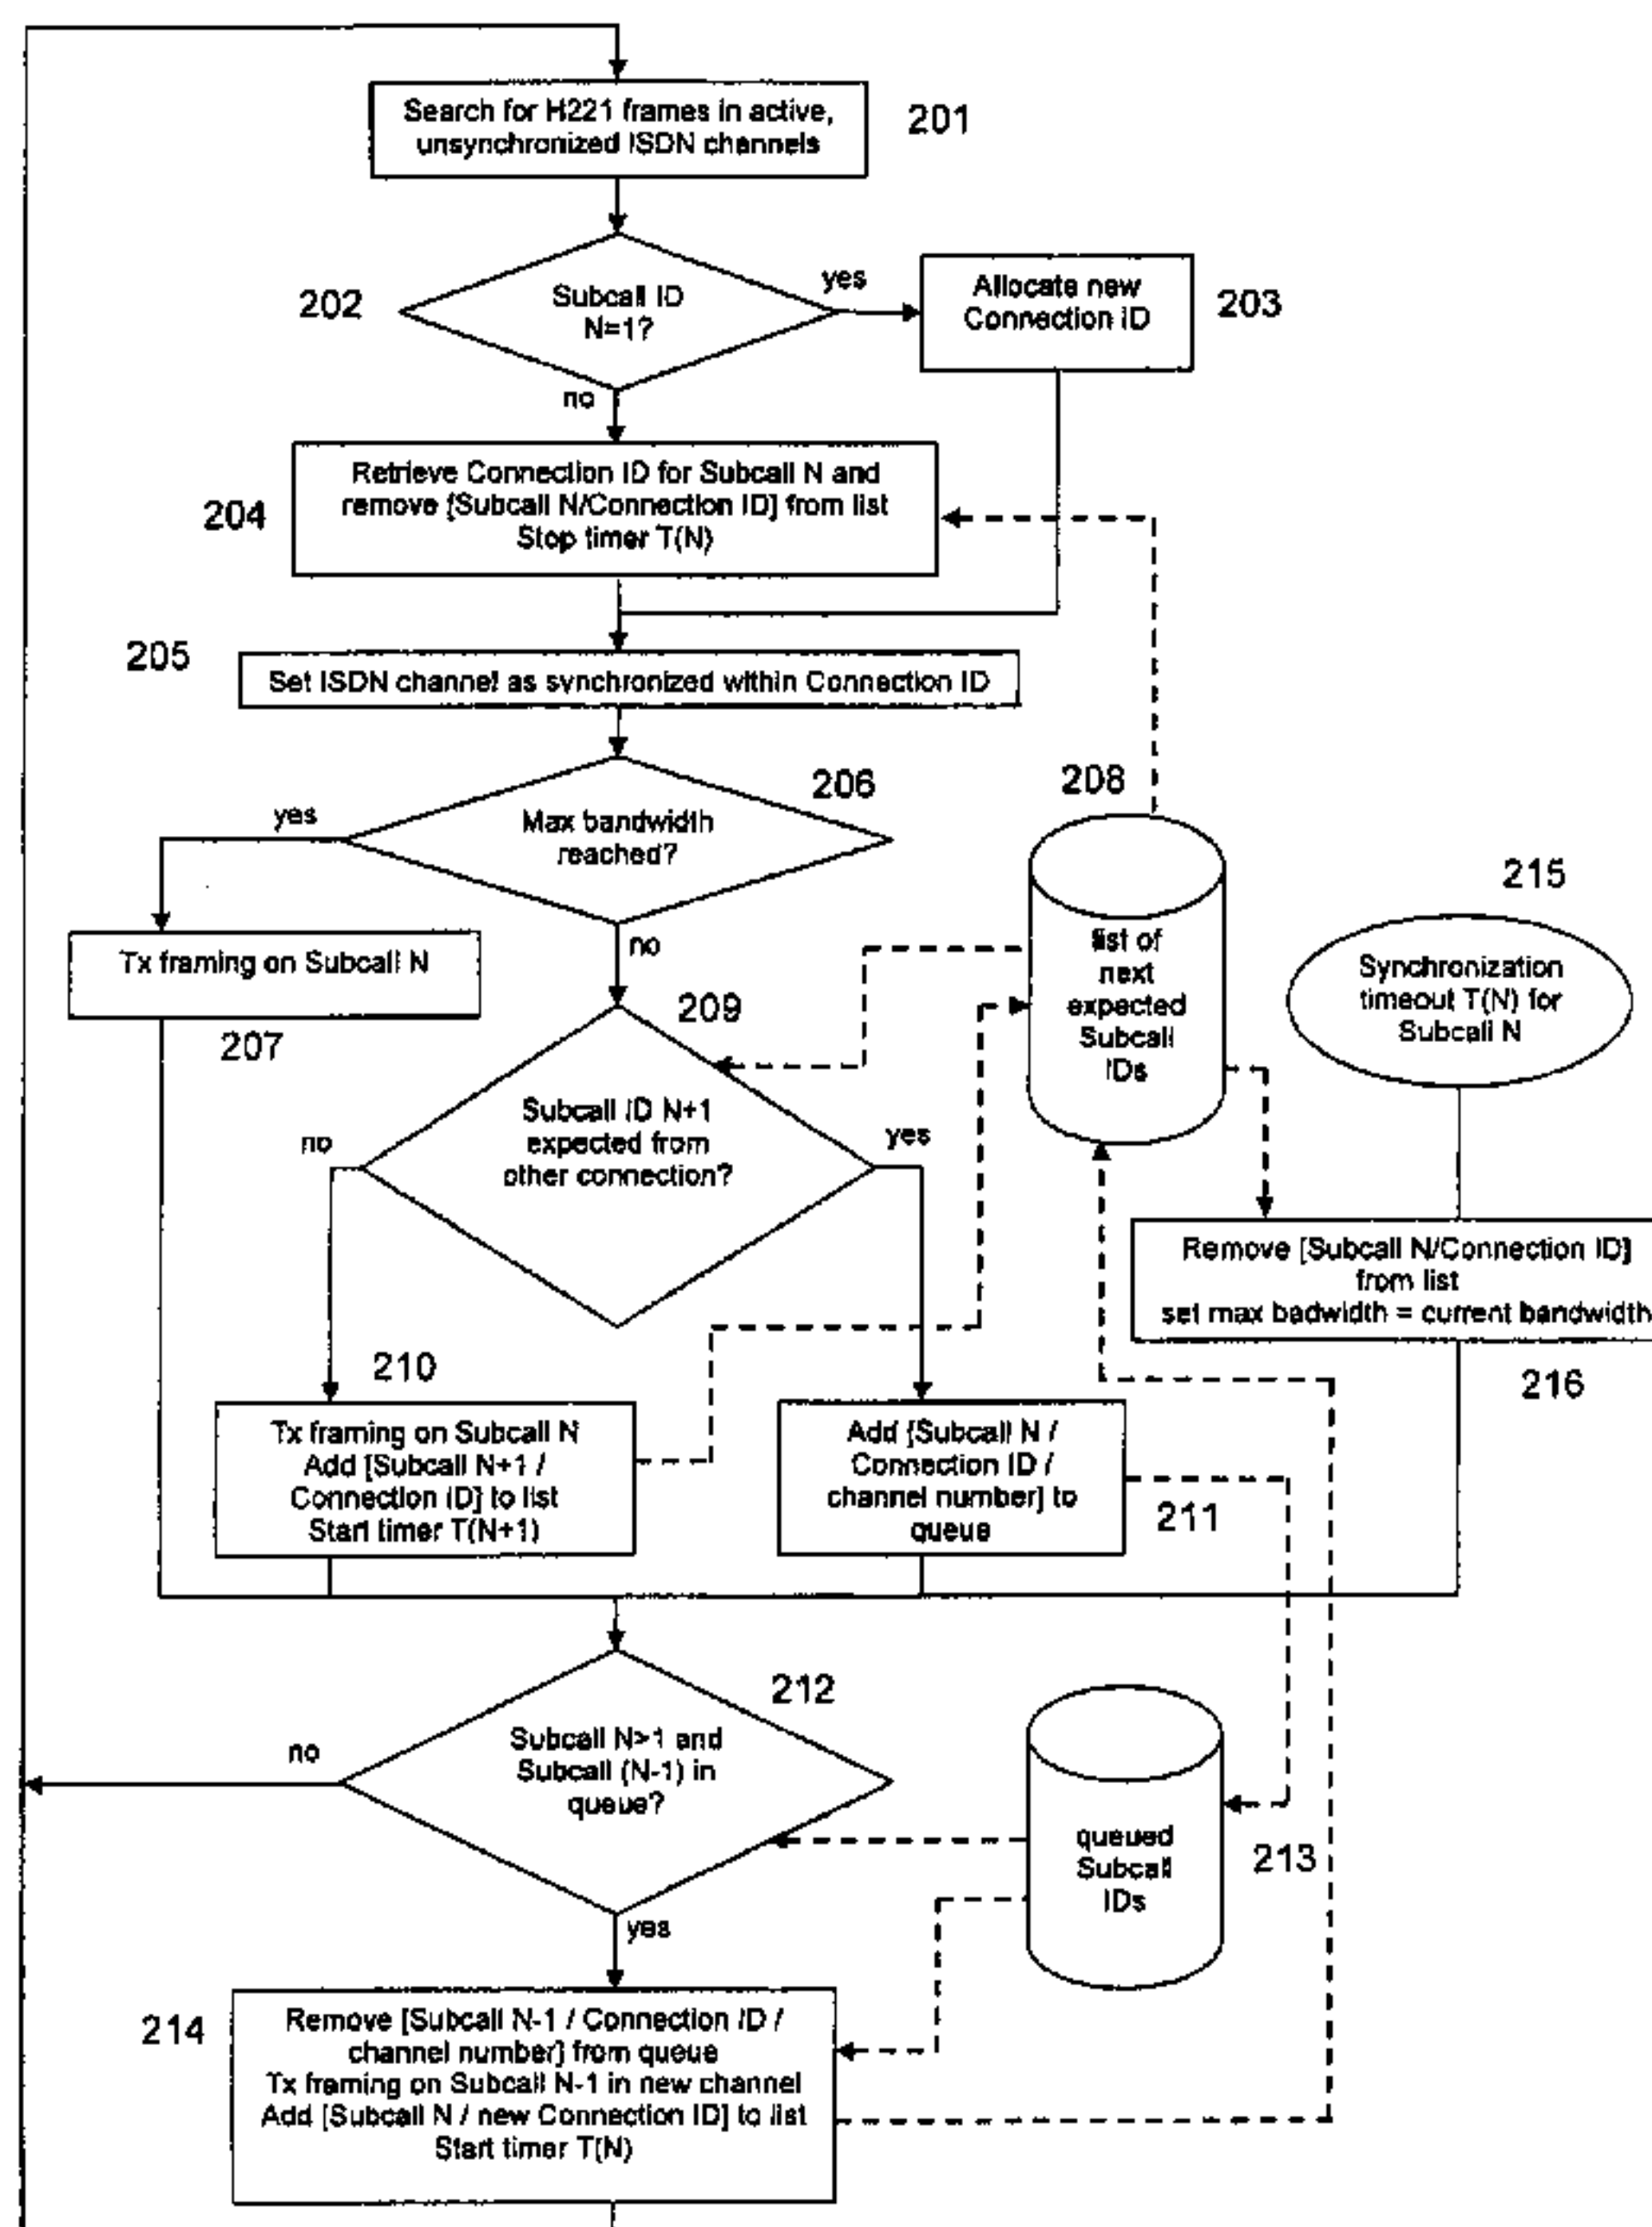 Search for H221 frames in active,
unsynchronized ISDN channels
201
202
Subcall ID
N=1?
yes
no
Allocate new
Connection ID
203
204
Retrieve Connection ID for Subcall N and
remove [Subcall N/Connection ID] from list
Stop timer T(N)
205
Set ISDN channel as synchronized within Connection ID
206
Max bandwidth
reached?
yes
no
Tx framing on Subcall N
207
208
list of
next
expected
Subcall
IDs
215
Synchronization
timeout T(N) for
Subcall N
209
Subcall ID N+1
expected from
other connection?
no
yes
Remove [Subcall N/Connection ID]
from list
set max badwidth = current bandwidth
216
210
Tx framing on Subcall N
Add [Subcall N+1 /
Connection ID] to list
Start timer T(N+1)
Add [Subcall N /
Connection ID /
channel number] to
queue
211
212
Subcall N>1 and
Subcall (N-1) in
queue?
no
yes
queued
Subcall
IDs
213
214
Remove [Subcall N-1 / Connection ID /
channel number] from queue
Tx framing on Subcall N-1 in new channel
Add [Subcall N / new Connection ID] to list
Start timer T(N)